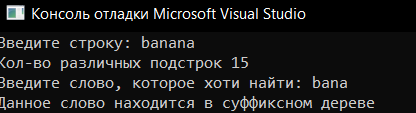 Консоль отладки Microsoft Visual Studio
Введите строку: banana
Кол-во различных подстрок 15
Введите слово, которое хоти найти: bana
Данное слово находится в суффиксном дереве